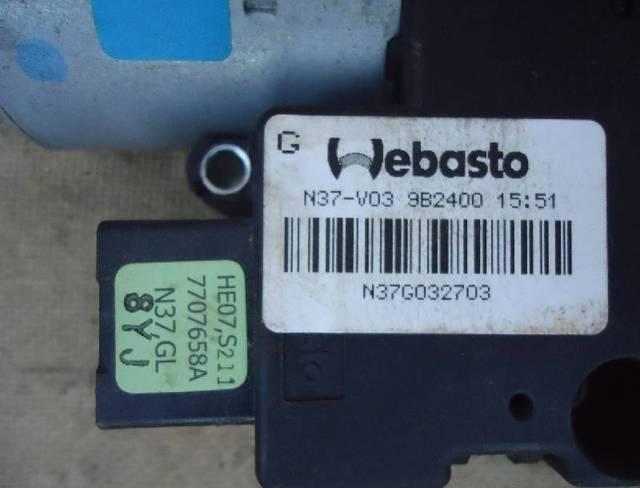 G Webasto
N37-V03 9B2400 15:51
N37G032703
HE07,S211
7707658A
N37.GL
8YJ